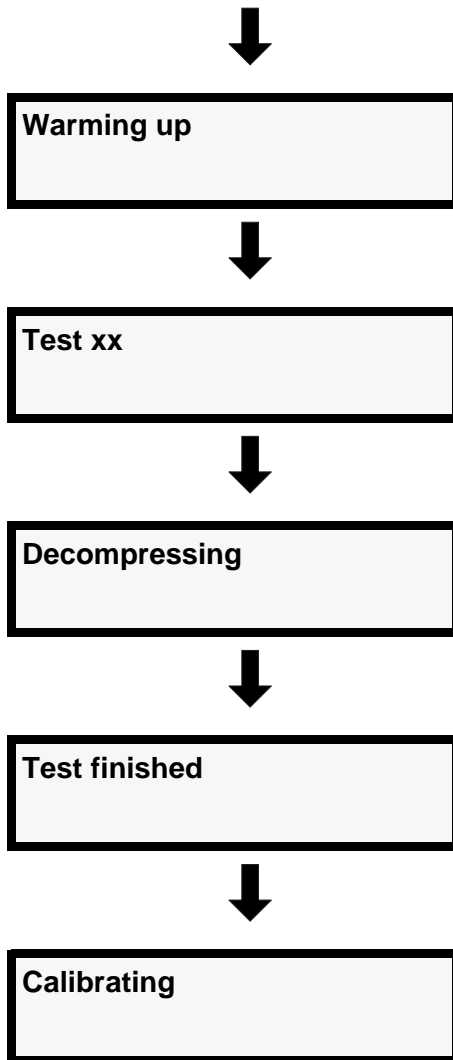 Warming up
Test xx
Decompressing
Test finished
Calibrating